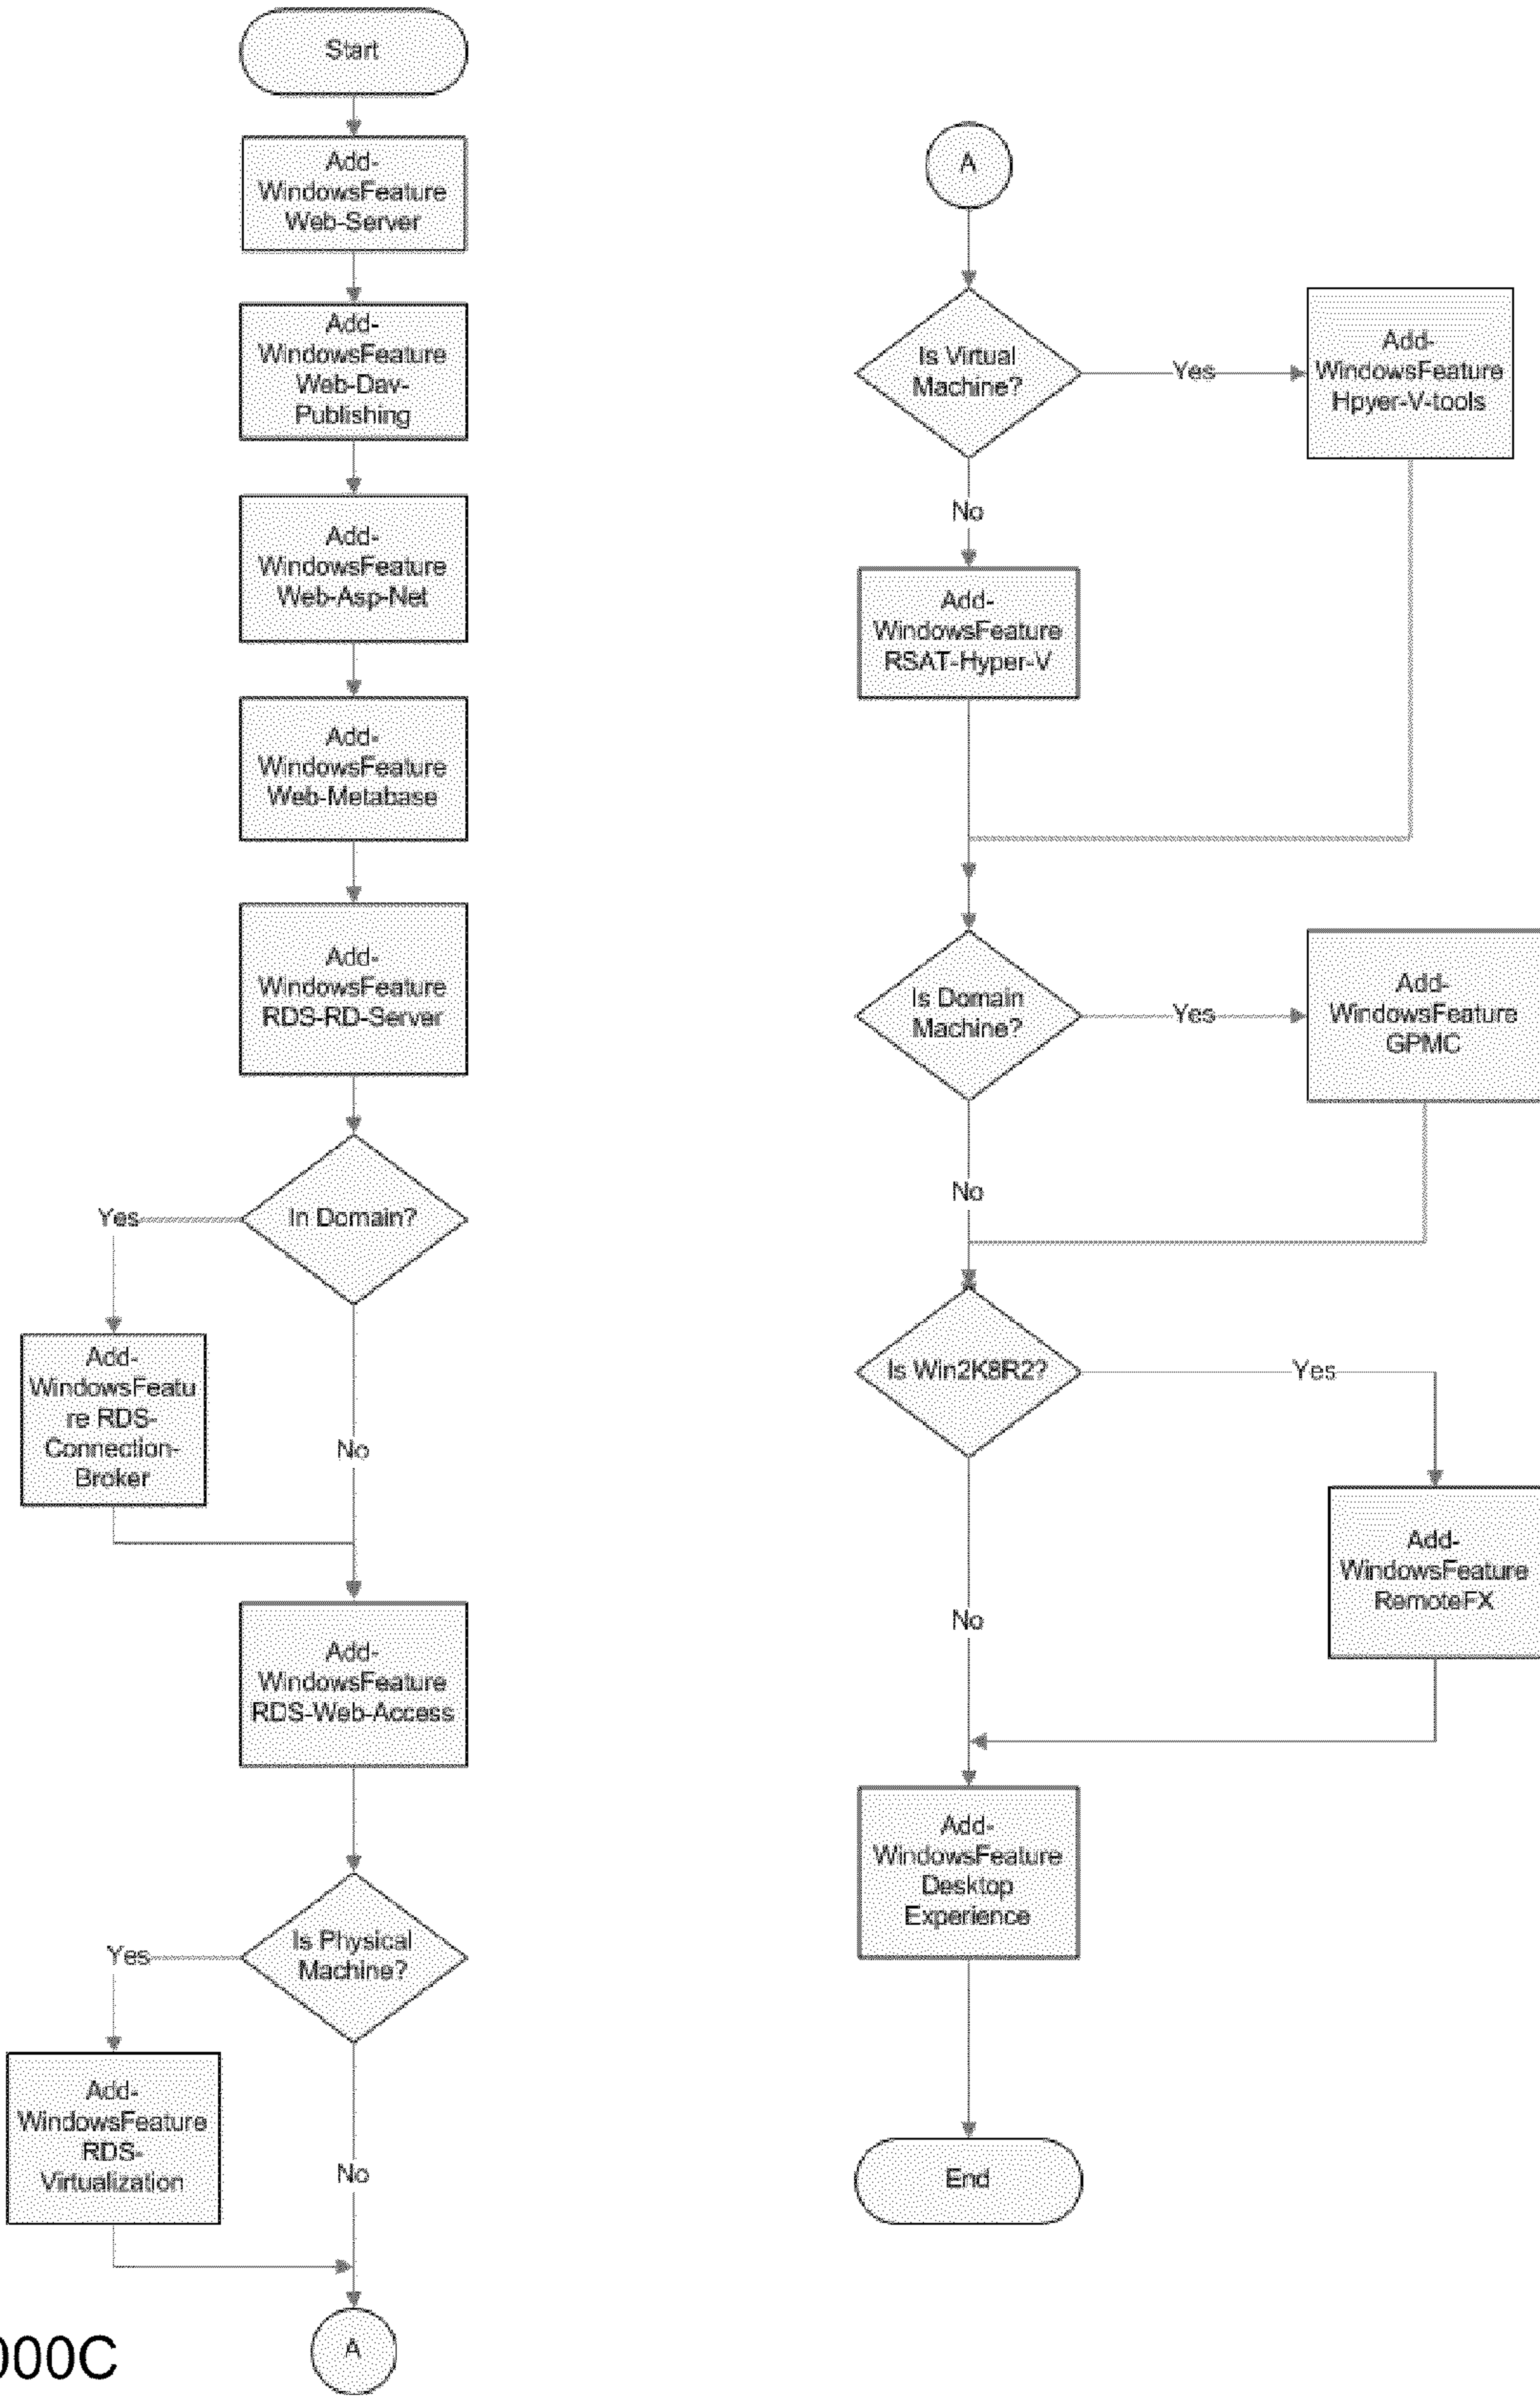 Start
Add-
WindowsFeature
Web-Server
Add-
WindowsFeature
Web-Dav-
Publishing
Add-
WindowsFeature
Web-Asp-Net
Add-
WindowsFeature
Web-Metabase
Add-
WindowsFeature
RDS-RD-Server
In Domain?
Yes
Add-
WindowsFeatu
re RDS-
Connection-
Broker
No
Add-
WindowsFeature
RDS-Web-Access
Is Physical
Machine?
Yes
Add-
WindowsFeature
RDS-
Virtualization
No
A
000C
A
Is Virtual
Machine?
Yes
Add-
WindowsFeature
Hpyer-V-tools
No
Add-
WindowsFeature
RSAT-Hyper-V
Is Domain
Machine?
Yes
Add-
WindowsFeature
GPMC
No
Is Win2K8R2?
Yes
Add-
WindowsFeature
RemoteFX
No
Add-
WindowsFeature
Desktop
Experience
End